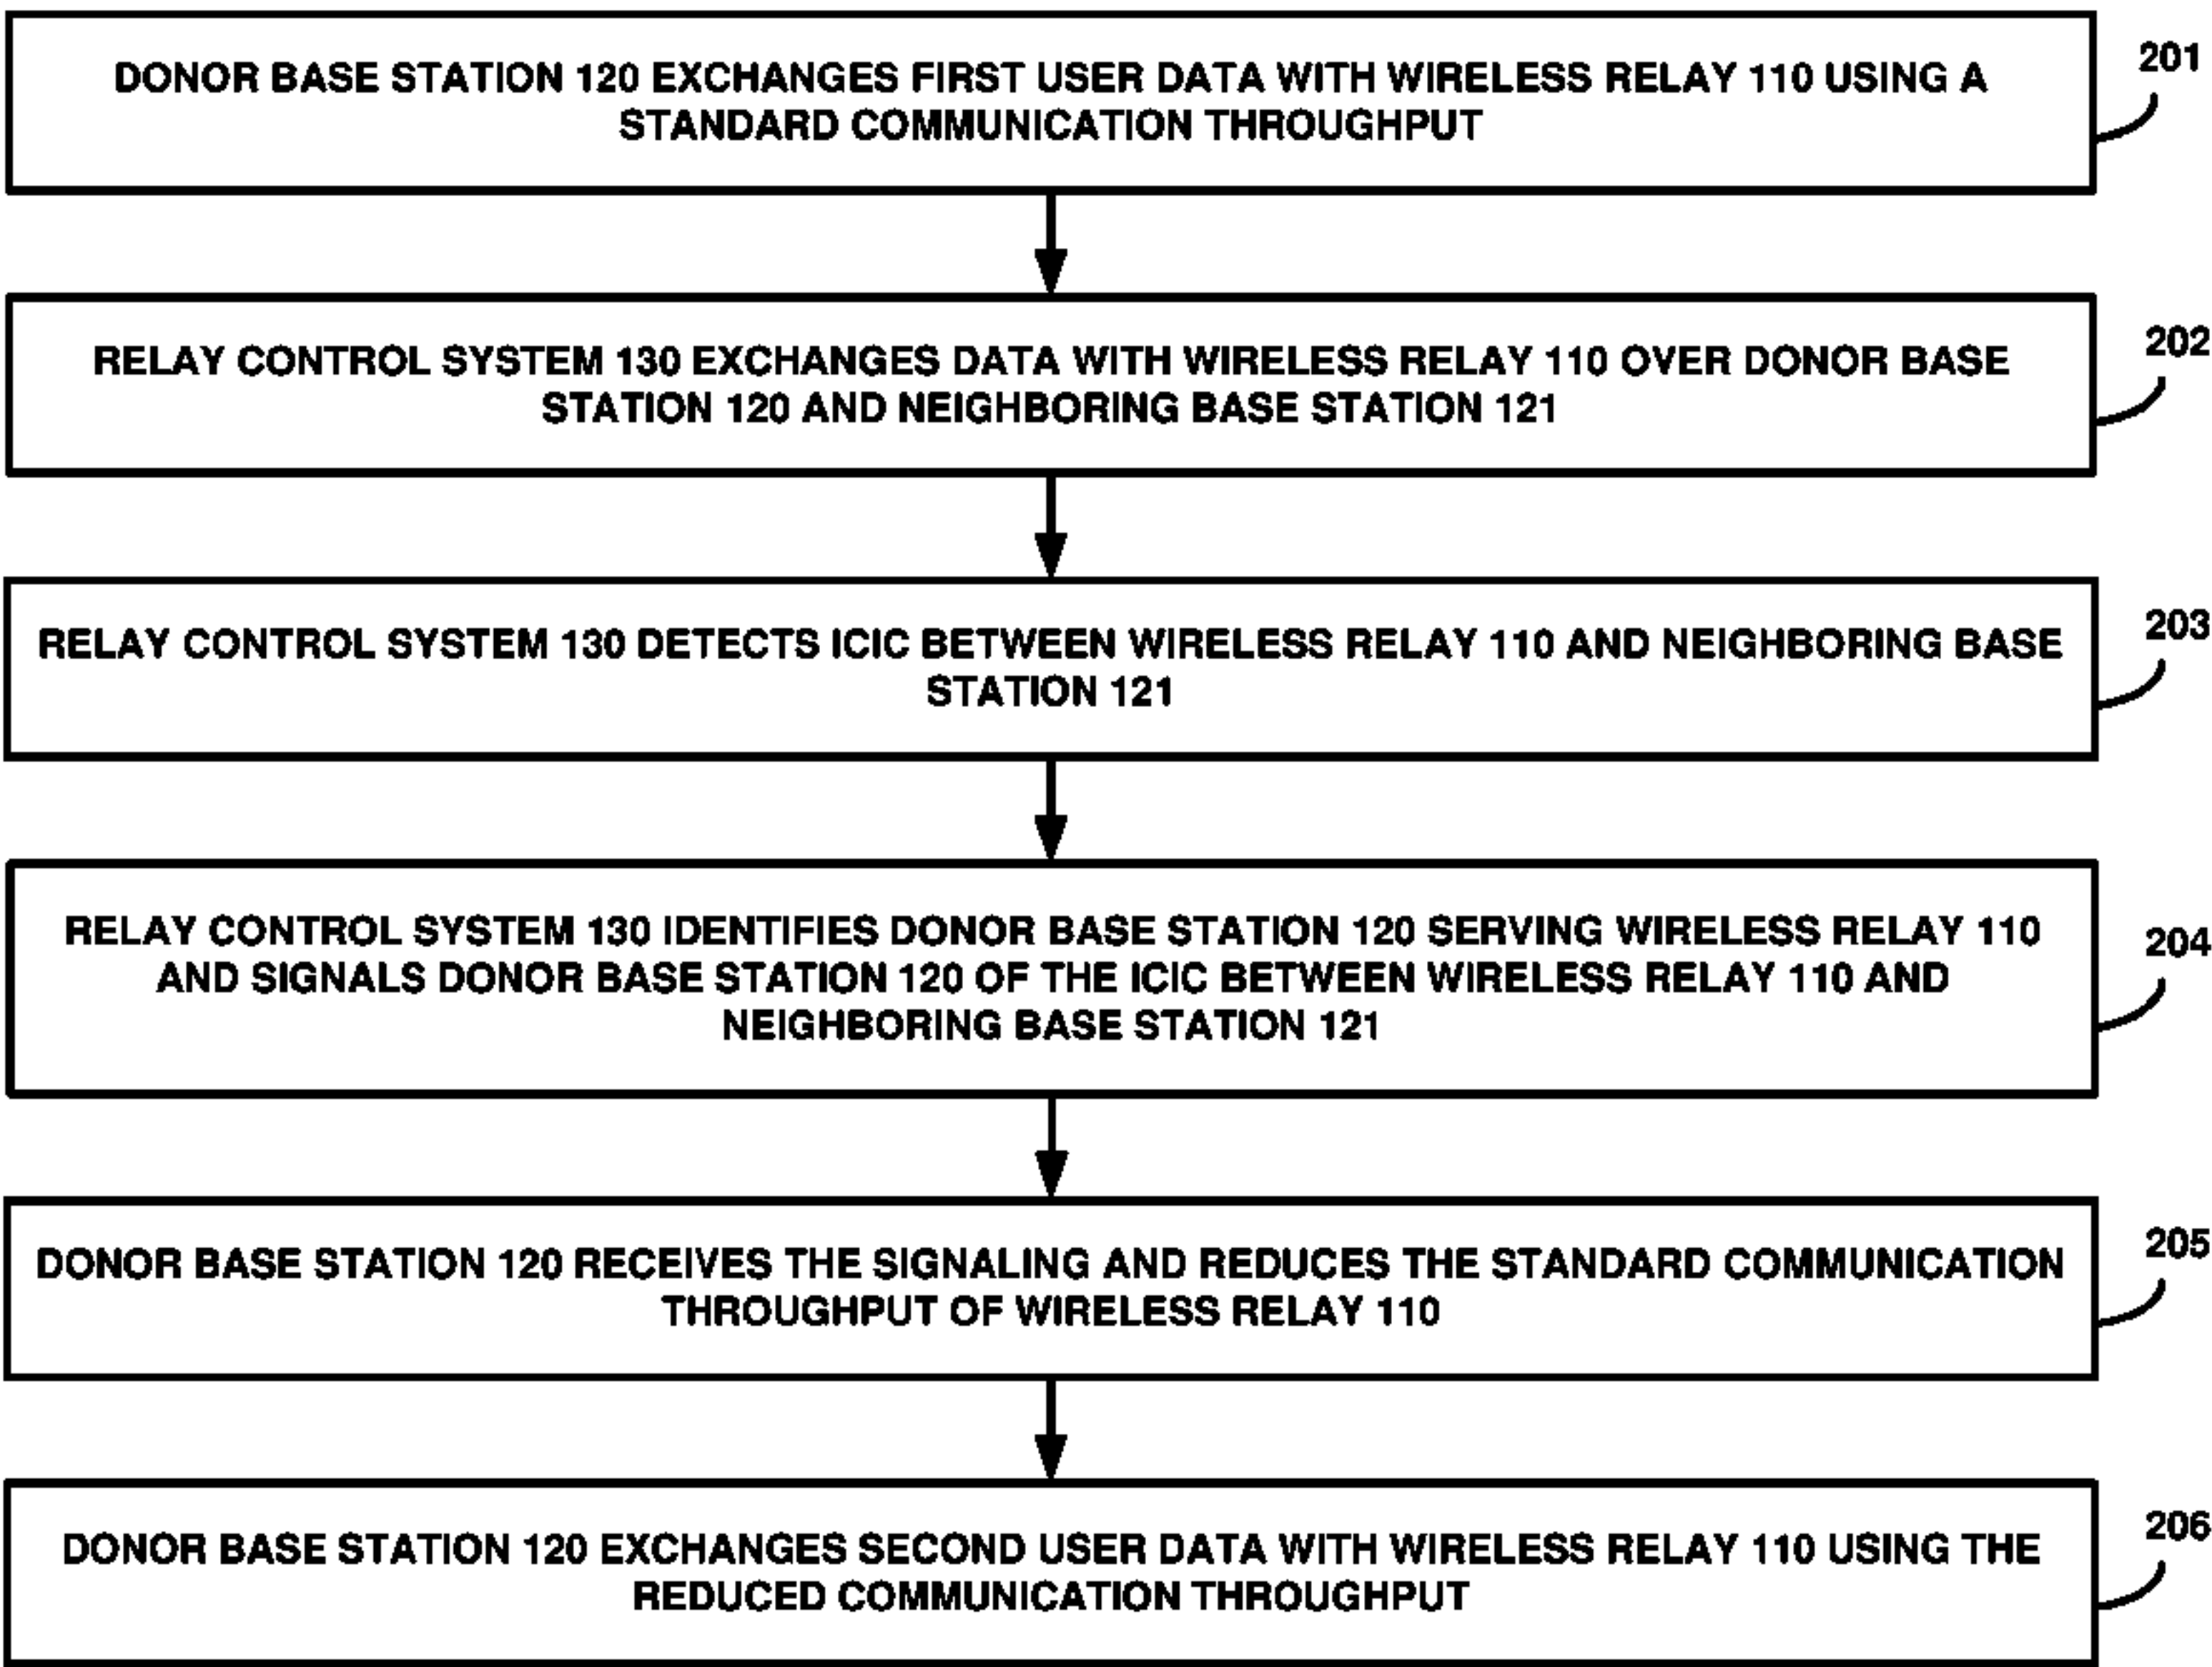 DONOR BASE STATION 120 EXCHANGES FIRST USER DATA WITH WIRELESS RELAY 110 USING A
STANDARD COMMUNICATION THROUGHPUT
201
RELAY CONTROL SYSTEM 130 EXCHANGES DATA WITH WIRELESS RELAY 110 OVER DONOR BASE
STATION 120 AND NEIGHBORING BASE STATION 121
202
RELAY CONTROL SYSTEM 130 DETECTS ICIC BETWEEN WIRELESS RELAY 110 AND NEIGHBORING BASE
STATION 121
203
RELAY CONTROL SYSTEM 130 IDENTIFIES DONOR BASE STATION 120 SERVING WIRELESS RELAY 110
AND SIGNALS DONOR BASE STATION 120 OF THE ICIC BETWEEN WIRELESS RELAY 110 AND
NEIGHBORING BASE STATION 121
204
DONOR BASE STATION 120 RECEIVES THE SIGNALING AND REDUCES THE STANDARD COMMUNICATION
THROUGHPUT OF WIRELESS RELAY 110
205
DONOR BASE STATION 120 EXCHANGES SECOND USER DATA WITH WIRELESS RELAY 110 USING THE
REDUCED COMMUNICATION THROUGHPUT
206